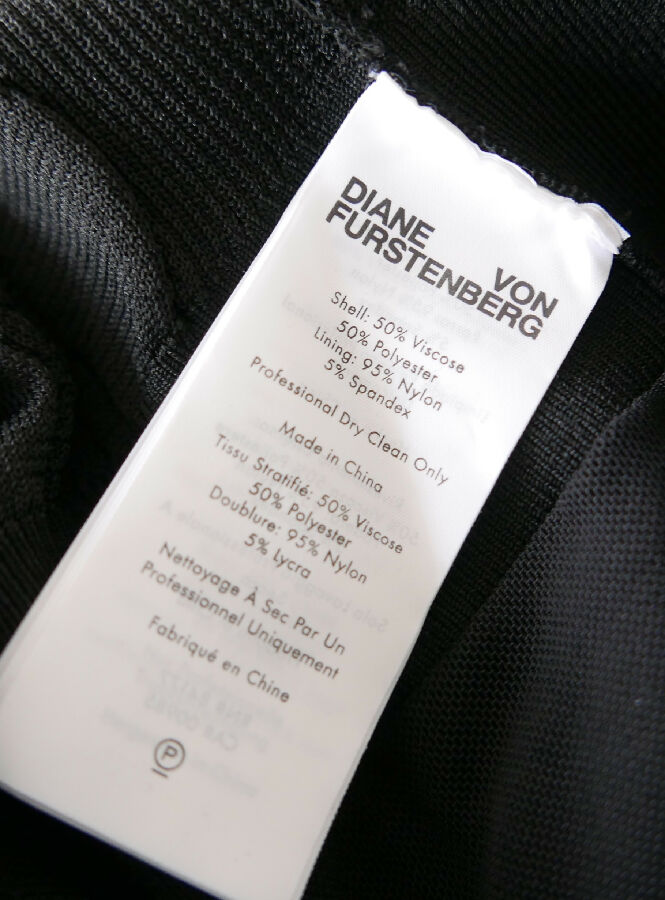 DIANE VON
FURSTENBERG
Shell: 50% Viscose
50% Polyester
Lining: 95% Nylon
5% Spandex
Professional Dry Clean Only
Made in China
Tissu Stratifié: 50% Viscose
50% Polyester
Doublure: 95% Nylon
5% Lycra
Nettoyage À Sec Par Un
Professionnel Uniquement
Fabriqué en Chine
P